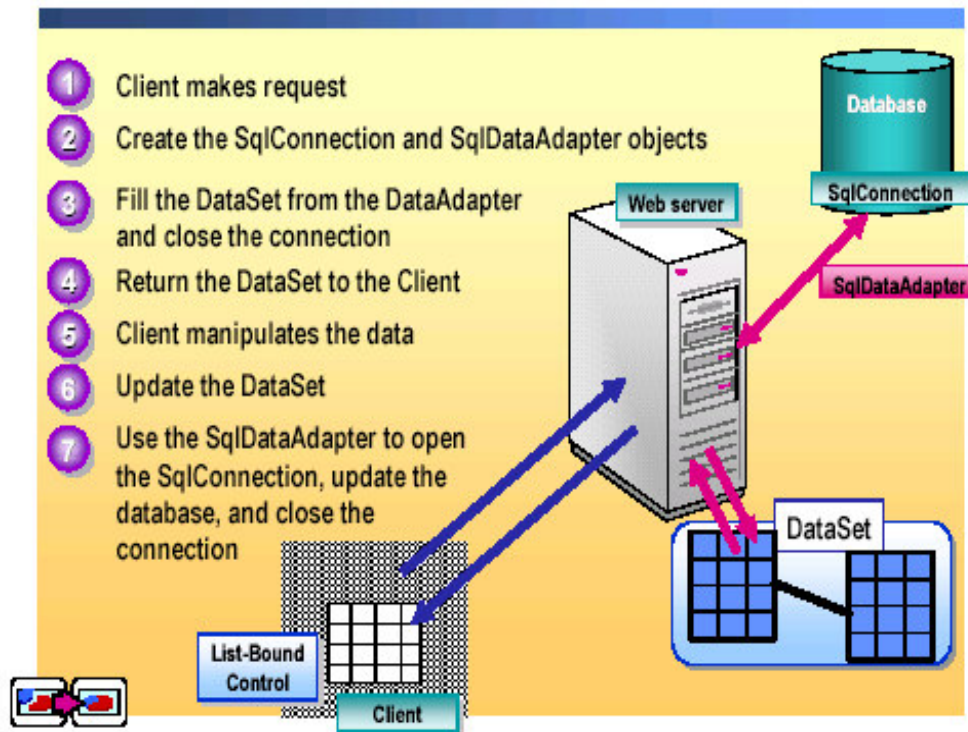 1 Client makes request
2 Create the SqlConnection and SqlDataAdapter objects
3 Fill the DataSet from the DataAdapter
and close the connection
4 Return the DataSet to the Client
5 Client manipulates the data
6 Update the DataSet
7 Use the SqlDataAdapter to open
the SqlConnection, update the
database, and close the
connection
Database
SqlConnection
Web server
SqlDataAdapter
DataSet
List-Bound
Control
Client